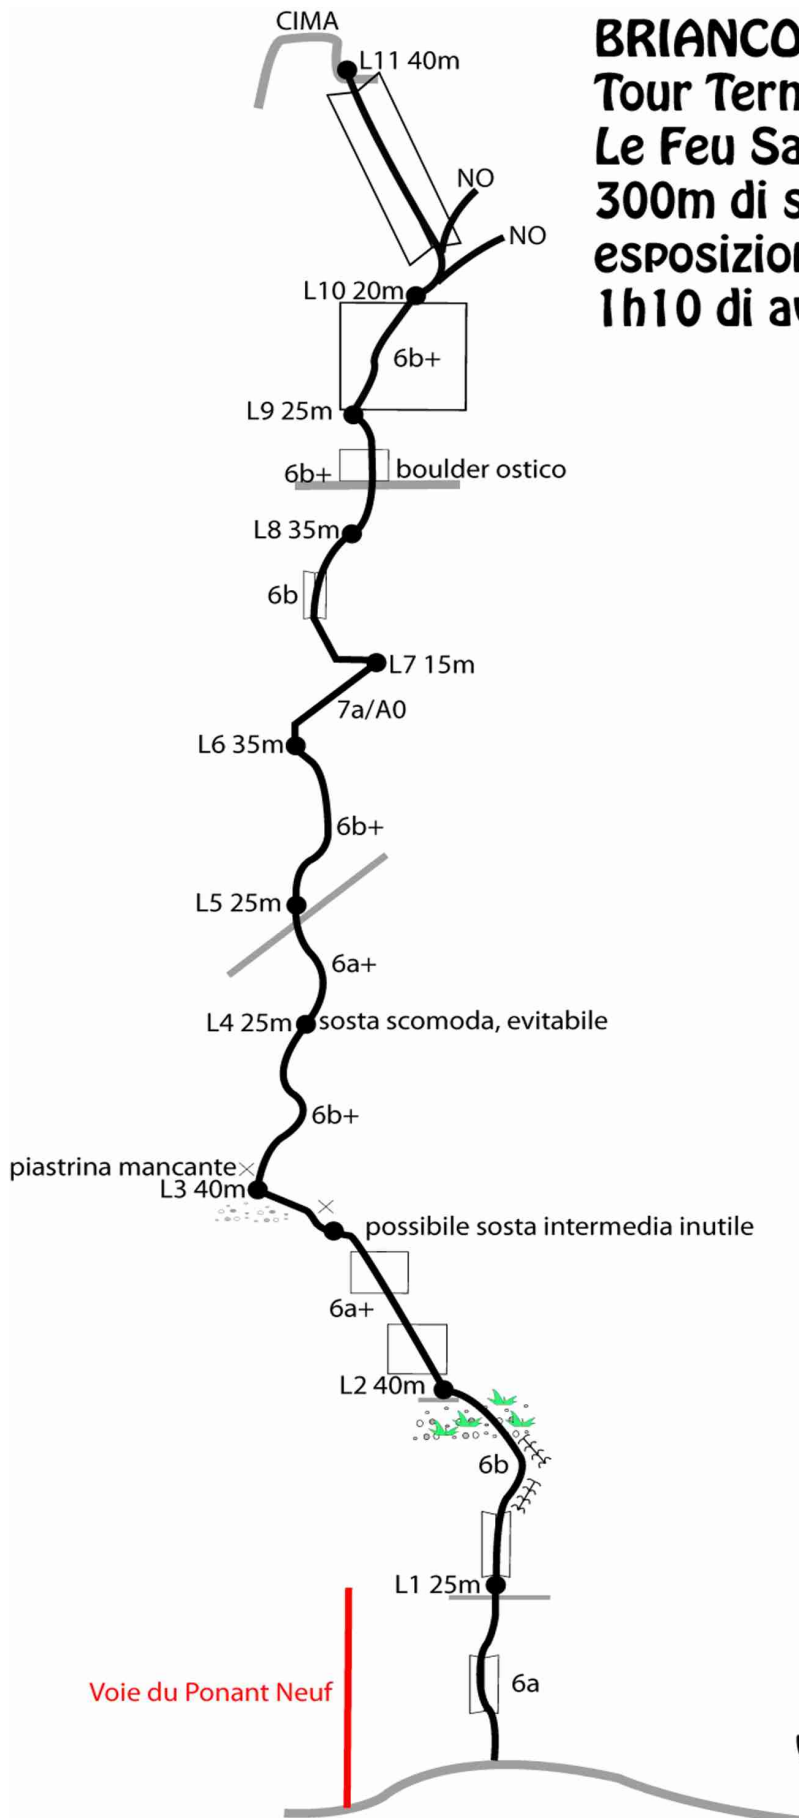 CIMA
L11 40m
BRIANCO
Tour Tern
Le Feu Sa
300m di s
esposizion
1h10 di av
NO
NO
L10 20m
6b+
L9 25m
6b+
boulder ostico
L8 35m
6b
L7 15m
7a/A0
L6 35m
6b+
L5 25m
6a+
L4 25m
sosta scomoda, evitabile
6b+
piastrina mancante
L3 40m
possibile sosta intermedia inutile
6a+
L2 40m
6b
L1 25m
6a
Voie du Ponant Neuf